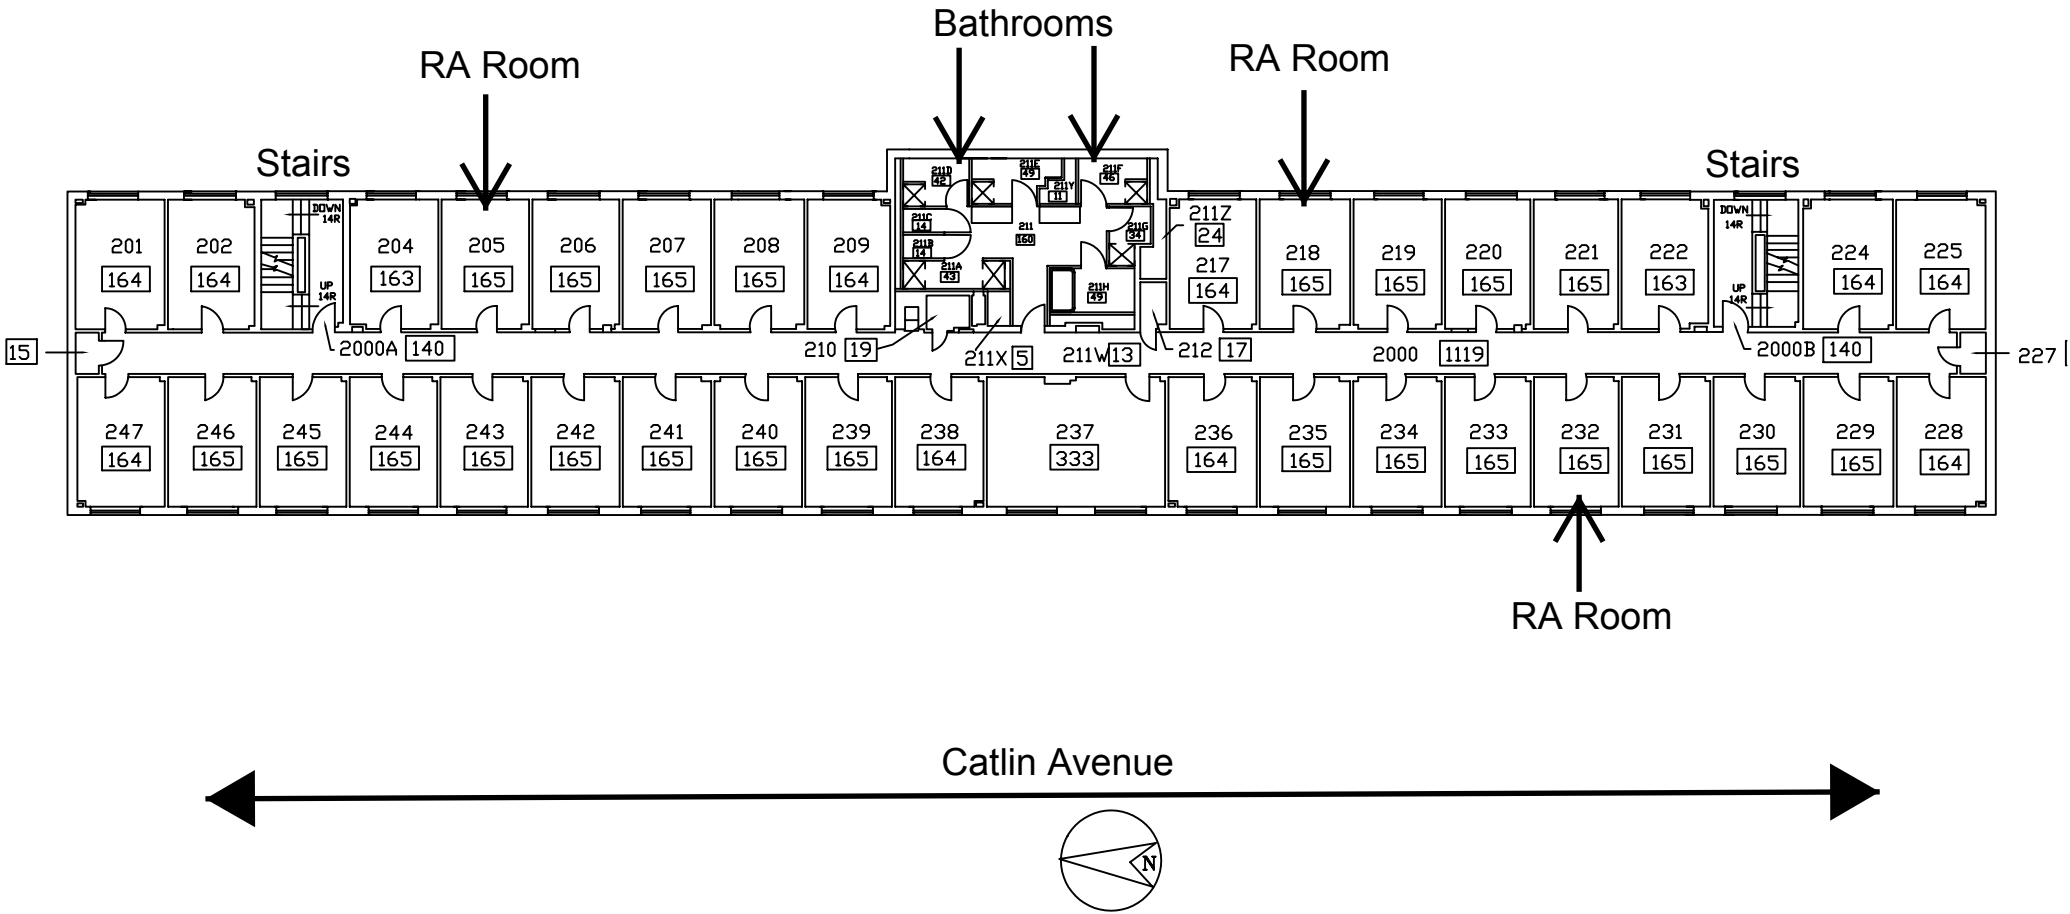 Bathrooms
RA Room
RA Room
Stairs
Stairs
DOWN
14R
UP
14R
DOWN
14R
UP
14R
201
164
202
164
204
163
205
165
206
165
207
165
208
165
209
164
211D
42
211E
49
211Y
11
211F
46
211C
14
211B
14
211A
43
211
160
211G
34
211H
49
211Z
24
217
164
218
165
219
165
220
165
221
165
222
163
224
164
225
164
15
2000A 140
210 19
211X 5
211W 13
212 17
2000 1119
2000B 140
227
247
164
246
165
245
165
244
165
243
165
242
165
241
165
240
165
239
165
238
164
237
333
236
164
235
165
234
165
233
165
232
165
231
165
230
165
229
165
228
164
RA Room
Catlin Avenue
N